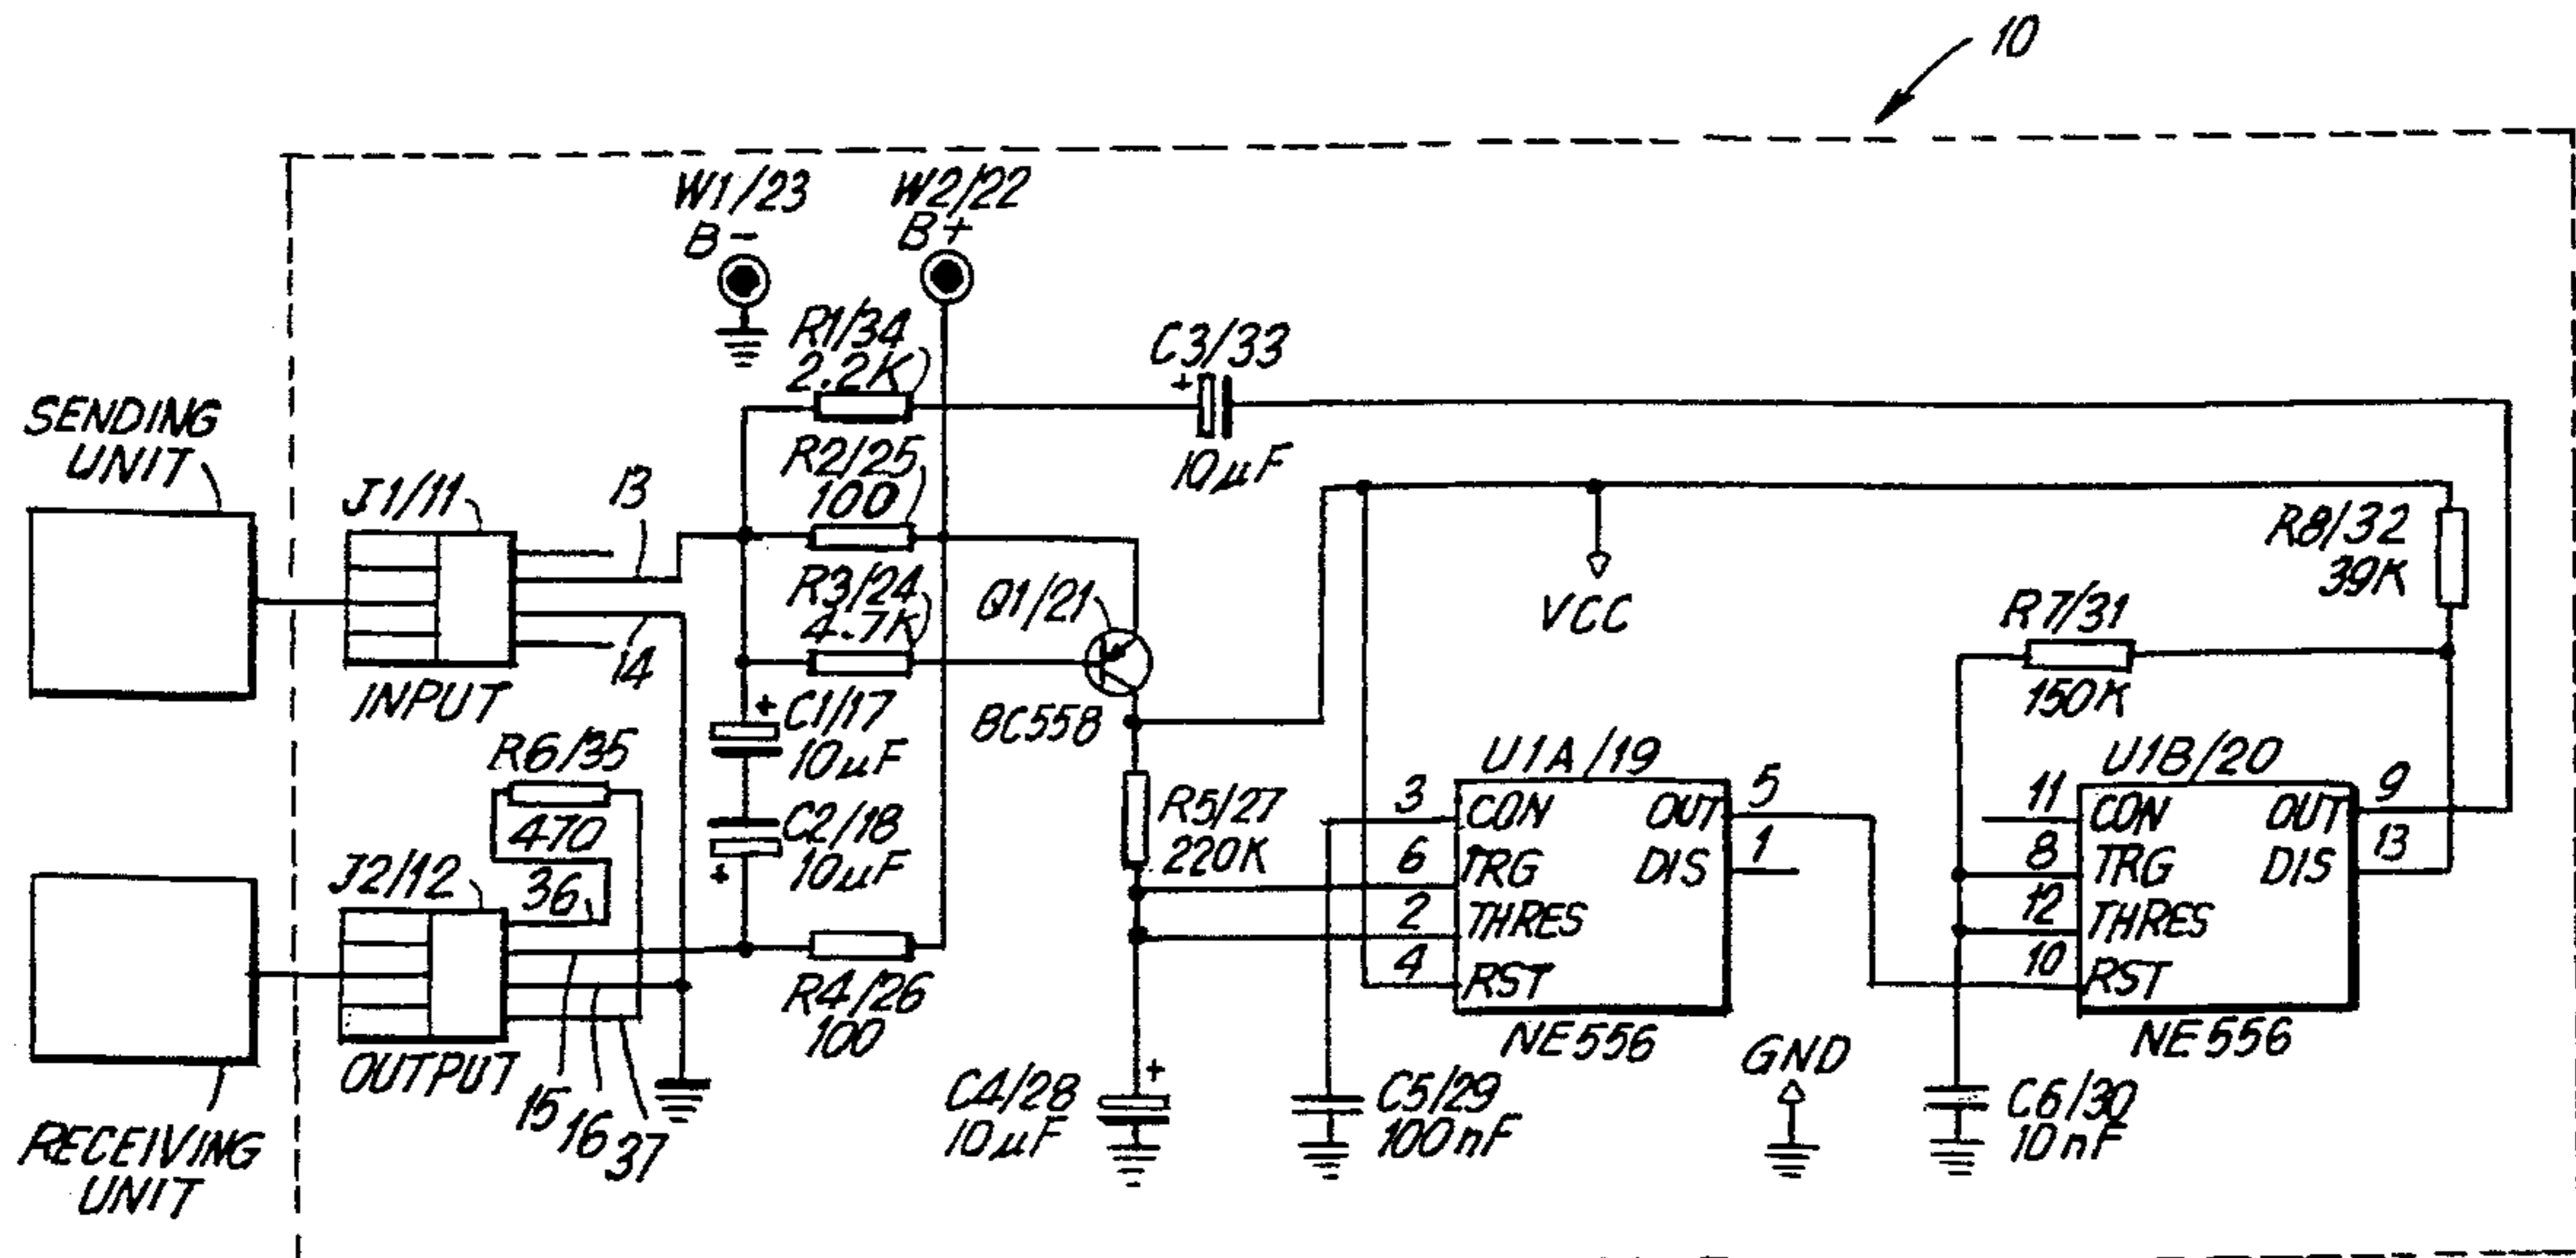 10
W1/23
B-
W2/22
B+
R1/34
2.2K
C3/33
+
10µF
SENDING
UNIT
J1/11
13
R2/25
100
R3/24
4.7K
Q1/21
BC558
VCC
R8/32
39K
R7/31
150K
14
INPUT
+
C1/17
10µF
C2/18
10µF
+
R6/35
470
36
J2/12
R5/27
220K
U1A/19
3
CON
OUT
5
6
TRG
DIS
1
2
THRES
4
RST
NE556
U1B/20
11
CON
OUT
9
8
TRG
DIS
13
12
THRES
10
RST
NE556
R4/26
100
OUTPUT
15
16
37
RECEIVING
UNIT
C4/28
10µF
+
C5/29
100nF
GND
C6/30
10nF